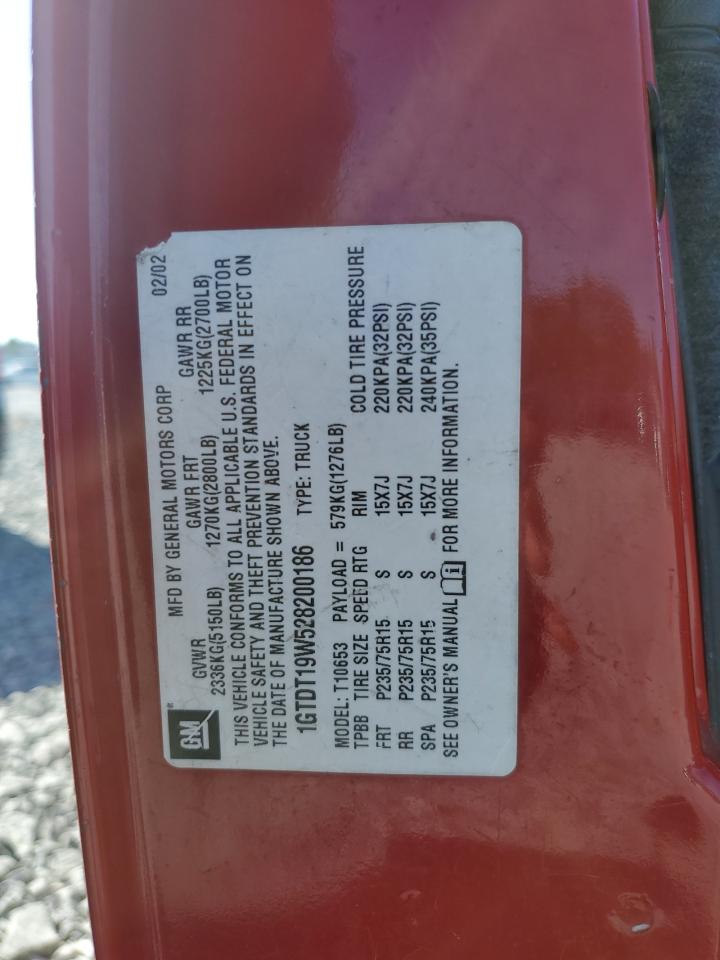 GM ®
MFD BY GENERAL MOTORS CORP 02/02
GVWR GAWR FRT GAWR RR
2336KG(5150LB) 1270KG(2800LB) 1225KG(2700LB)
THIS VEHICLE CONFORMS TO ALL APPLICABLE U.S. FEDERAL MOTOR
VEHICLE SAFETY AND THEFT PREVENTION STANDARDS IN EFFECT ON
THE DATE OF MANUFACTURE SHOWN ABOVE.
1GTDT19W528200186 TYPE: TRUCK
MODEL: T10653 PAYLOAD = 579KG(1276LB)
TPBB TIRE SIZE SPEED RTG RIM COLD TIRE PRESSURE
FRT P235/75R15 S 15X7J 220KPA(32PSI)
RR P235/75R15 S 15X7J 220KPA(32PSI)
SPA P235/75R15 S 15X7J 240KPA(35PSI)
SEE OWNER'S MANUAL i FOR MORE INFORMATION.